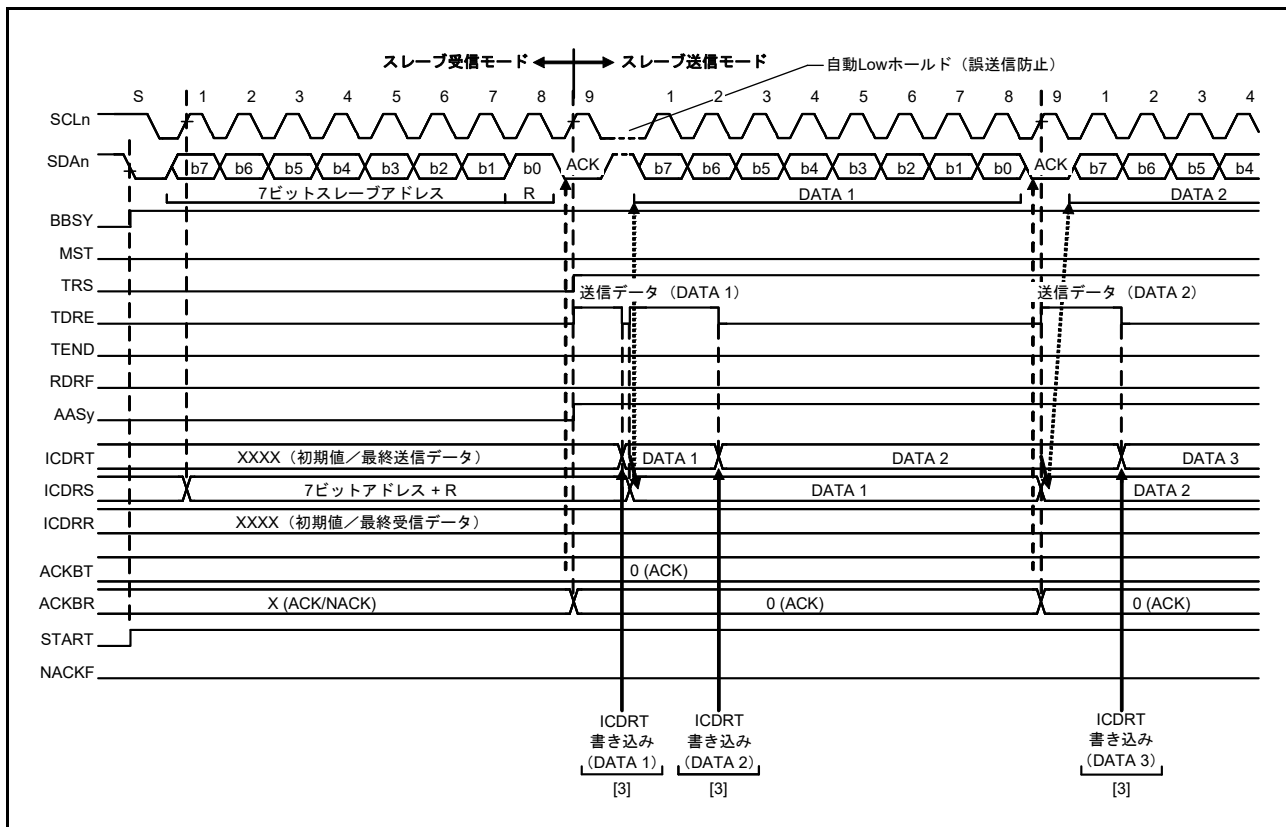 スレーブ受信モード スレーブ送信モード
自動Lowホールド（誤送信防止）
S 1 2 3 4 5 6 7 8 9 1 2 3 4 5 6 7 8 9 1 2 3 4
SCLn
SDAn b7 b6 b5 b4 b3 b2 b1 b0 ACK b7 b6 b5 b4 b3 b2 b1 b0 ACK b7 b6 b5 b4
7ビットスレーブアドレス R DATA 1 DATA 2
BBSY
MST
TRS
送信データ（DATA 1） 送信データ（DATA 2）
TDRE
TEND
RDRF
AASy
ICDRT XXXX（初期値／最終送信データ） DATA 1 DATA 2 DATA 3
ICDRS 7ビットアドレス + R DATA 1 DATA 2
ICDRR XXXX（初期値／最終受信データ）
ACKBT 0 (ACK)
ACKBR X (ACK/NACK) 0 (ACK) 0 (ACK)
START
NACKF
ICDRT
書き込み
(DATA 1)
[3]
ICDRT
書き込み
(DATA 2)
[3]
ICDRT
書き込み
(DATA 3)
[3]